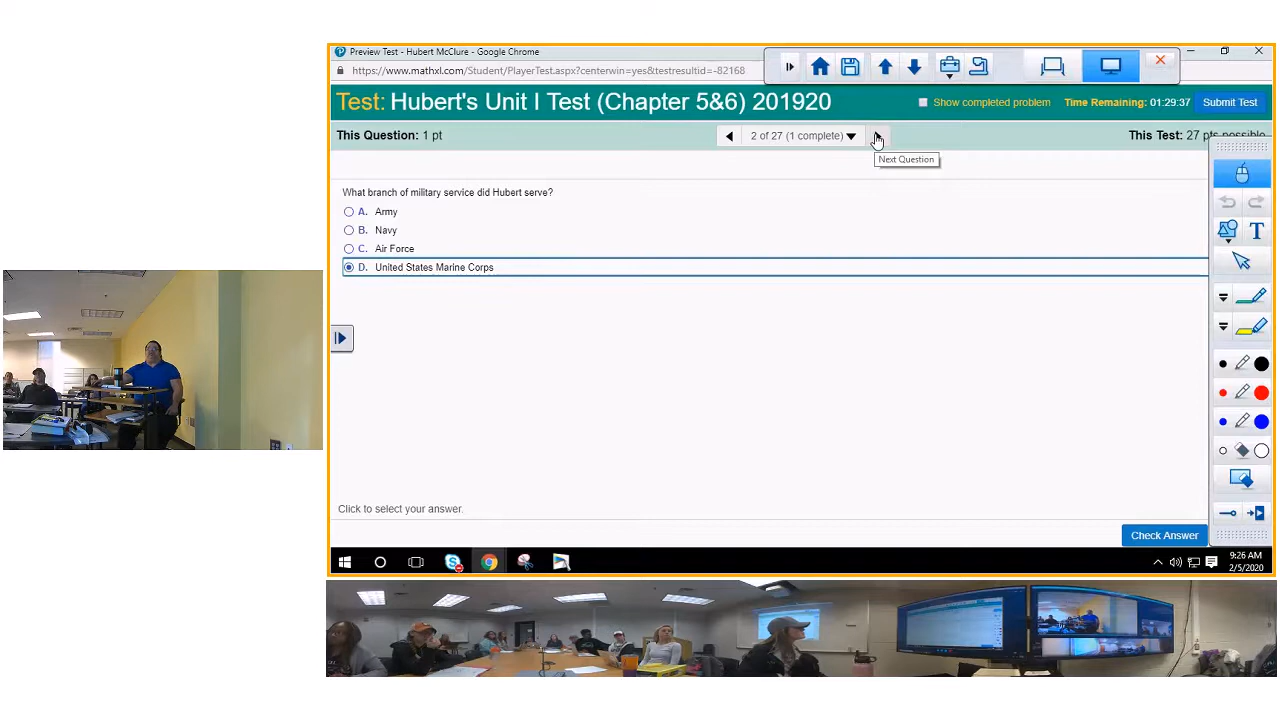 Preview Test - Hubert McClure - Google Chrome
https://www.mathxl.com/Student/PlayerTest.aspx?centerwin=yes&testresultid=-82168
Test: Hubert's Unit I Test (Chapter 5&6) 201920
Show completed problem
Time Remaining: 01:29:37
Submit Test
This Question: 1 pt
2 of 27 (1 complete)
This Test: 27 pts possible
Next Question
What branch of military service did Hubert serve?
A. Army
B. Navy
C. Air Force
D. United States Marine Corps
T
Click to select your answer.
Check Answer
9:26 AM
2/5/2020